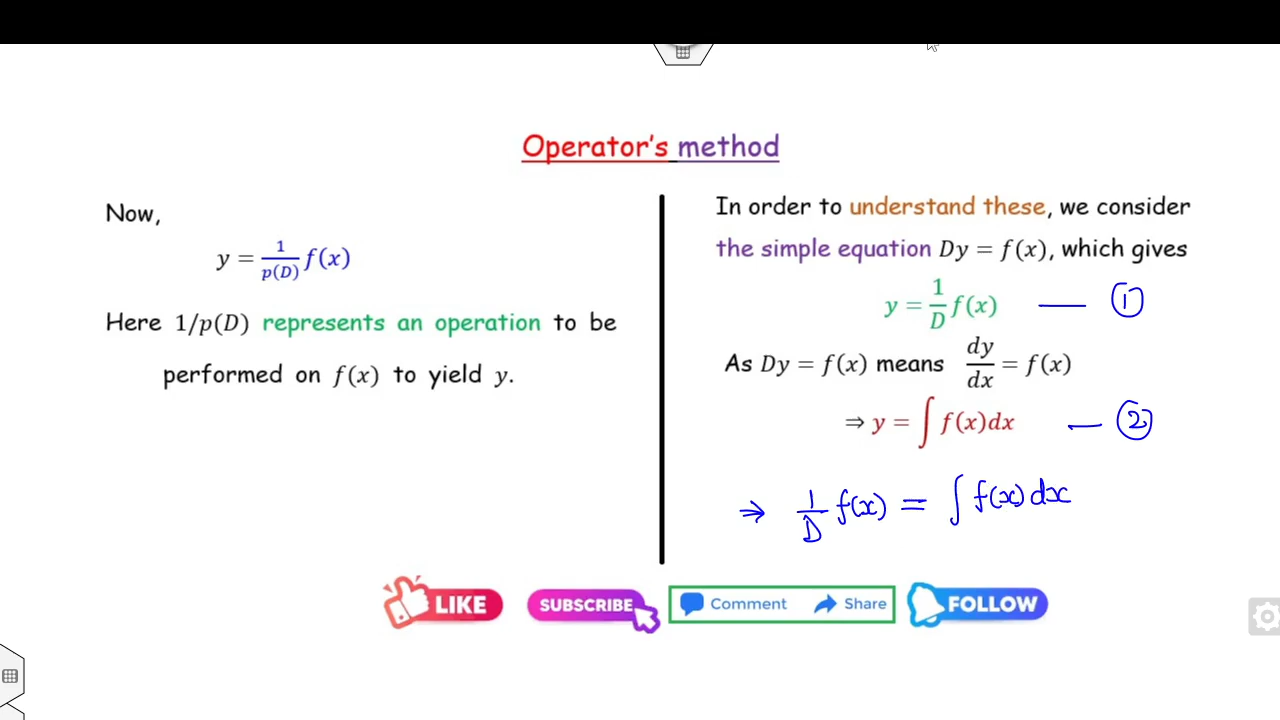 Operator's method
Now,
y = 1/p(D) f(x)
Here 1/p(D) represents an operation to be
performed on f(x) to yield y.
In order to understand these, we consider
the simple equation Dy = f(x), which gives
y = 1/D f(x) — ①
As Dy = f(x) means dy/dx = f(x)
⇒ y = ∫ f(x)dx — ②
⇒ 1/D f(x) = ∫ f(x) dx
LIKE SUBSCRIBE Comment Share FOLLOW